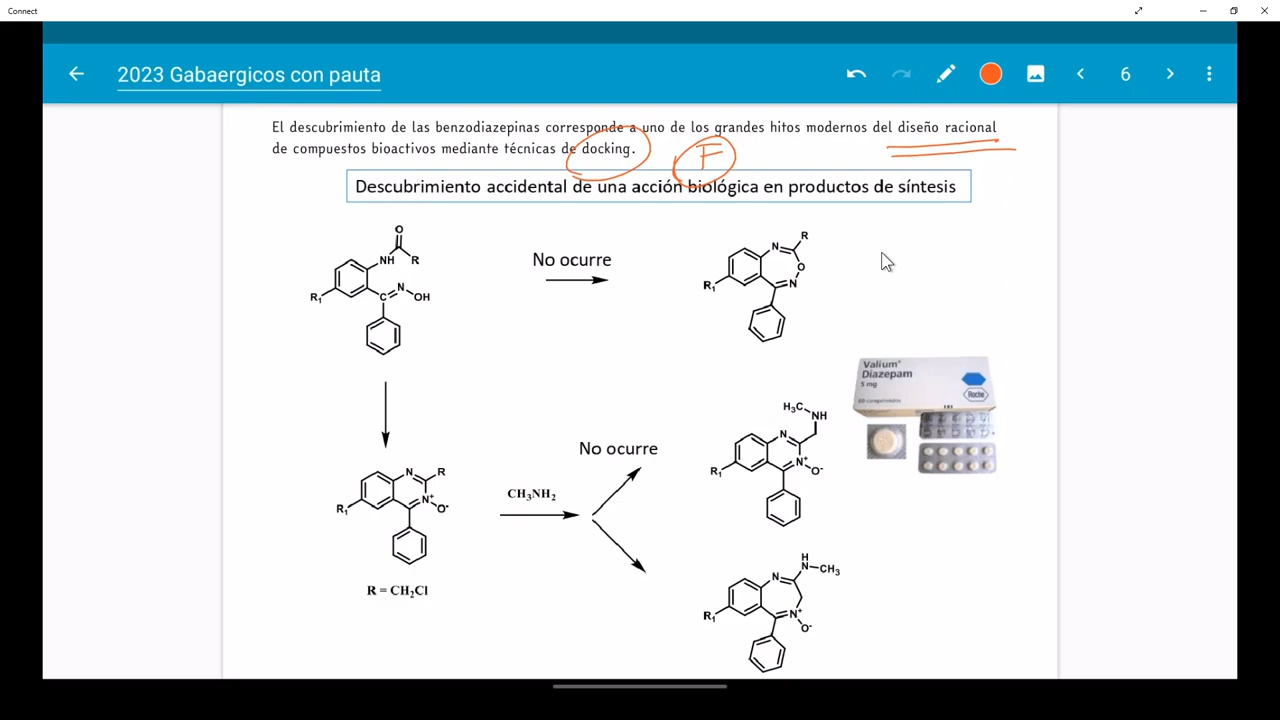 Connect
2023 Gabaergicos con pauta
6
El descubrimiento de las benzodiazepinas corresponde a uno de los grandes hitos modernos del diseño racional
de compuestos bioactivos mediante técnicas de docking.
F
Descubrimiento accidental de una acción biológica en productos de síntesis
O
NH
R
R1
C
N
OH
No ocurre
N
R
O
N
R1
Valium
Diazepam
5 mg
60 comprimidos
Roche
H3C
NH
N
N+
O-
R1
No ocurre
N
R
N+
O-
R1
CH3NH2
R = CH2Cl
H
N
CH3
N
N+
O-
R1